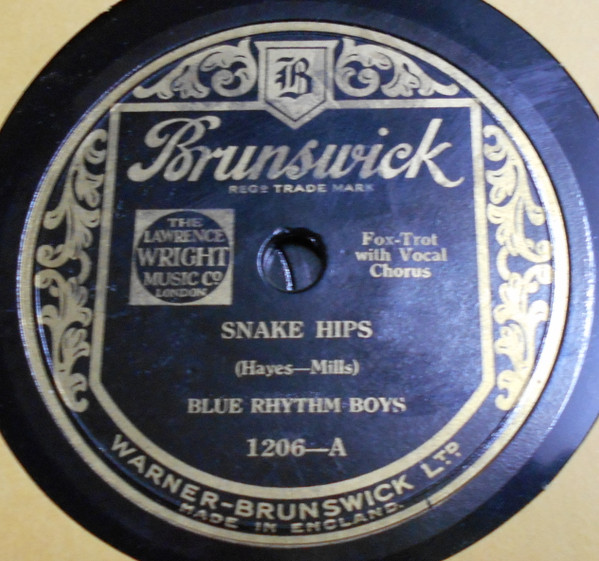 B
Brunswick
REGD TRADE MARK
THE
LAWRENCE
WRIGHT
MUSIC CO
LONDON
Fox-Trot
with Vocal
Chorus
SNAKE HIPS
(Hayes—Mills)
BLUE RHYTHM BOYS
1206—A
WARNER-BRUNSWICK LTD
MADE IN ENGLAND.